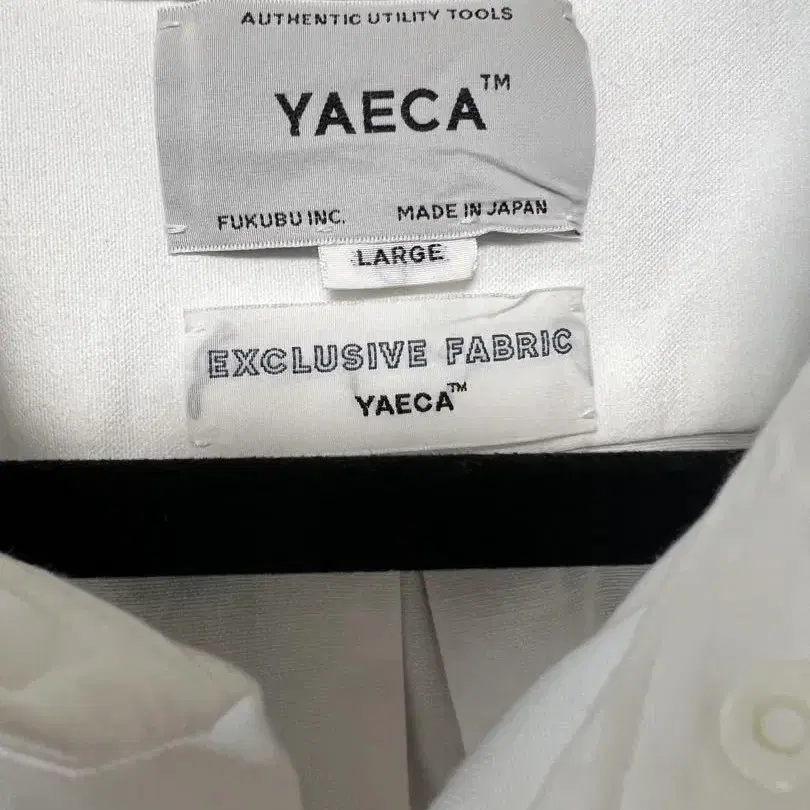 AUTHENTIC UTILITY TOOLS
YAECA™
FUKUBU INC. MADE IN JAPAN
LARGE
EXCLUSIVE FABRIC
YAECA™